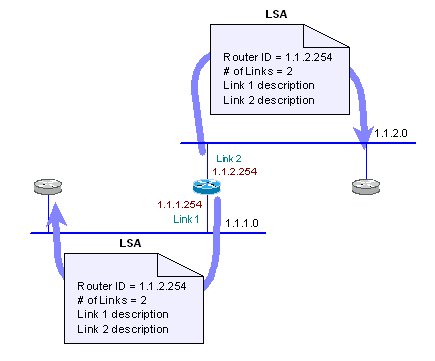 LSA
Router ID = 1.1.2.254
# of Links = 2
Link 1 description
Link 2 description
1.1.2.0
Link 2
1.1.2.254
1.1.1.254
Link 1
1.1.1.0
LSA
Router ID = 1.1.2.254
# of Links = 2
Link 1 description
Link 2 description